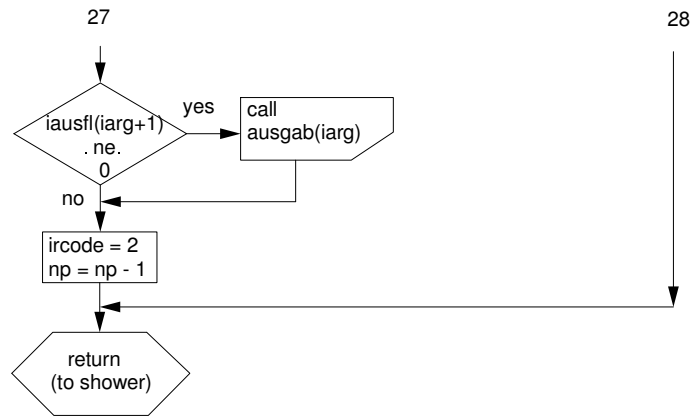 27
28
iausfl(iarg+1)
. ne.
0
yes
call
ausgab(iarg)
no
ircode = 2
np = np - 1
return
(to shower)